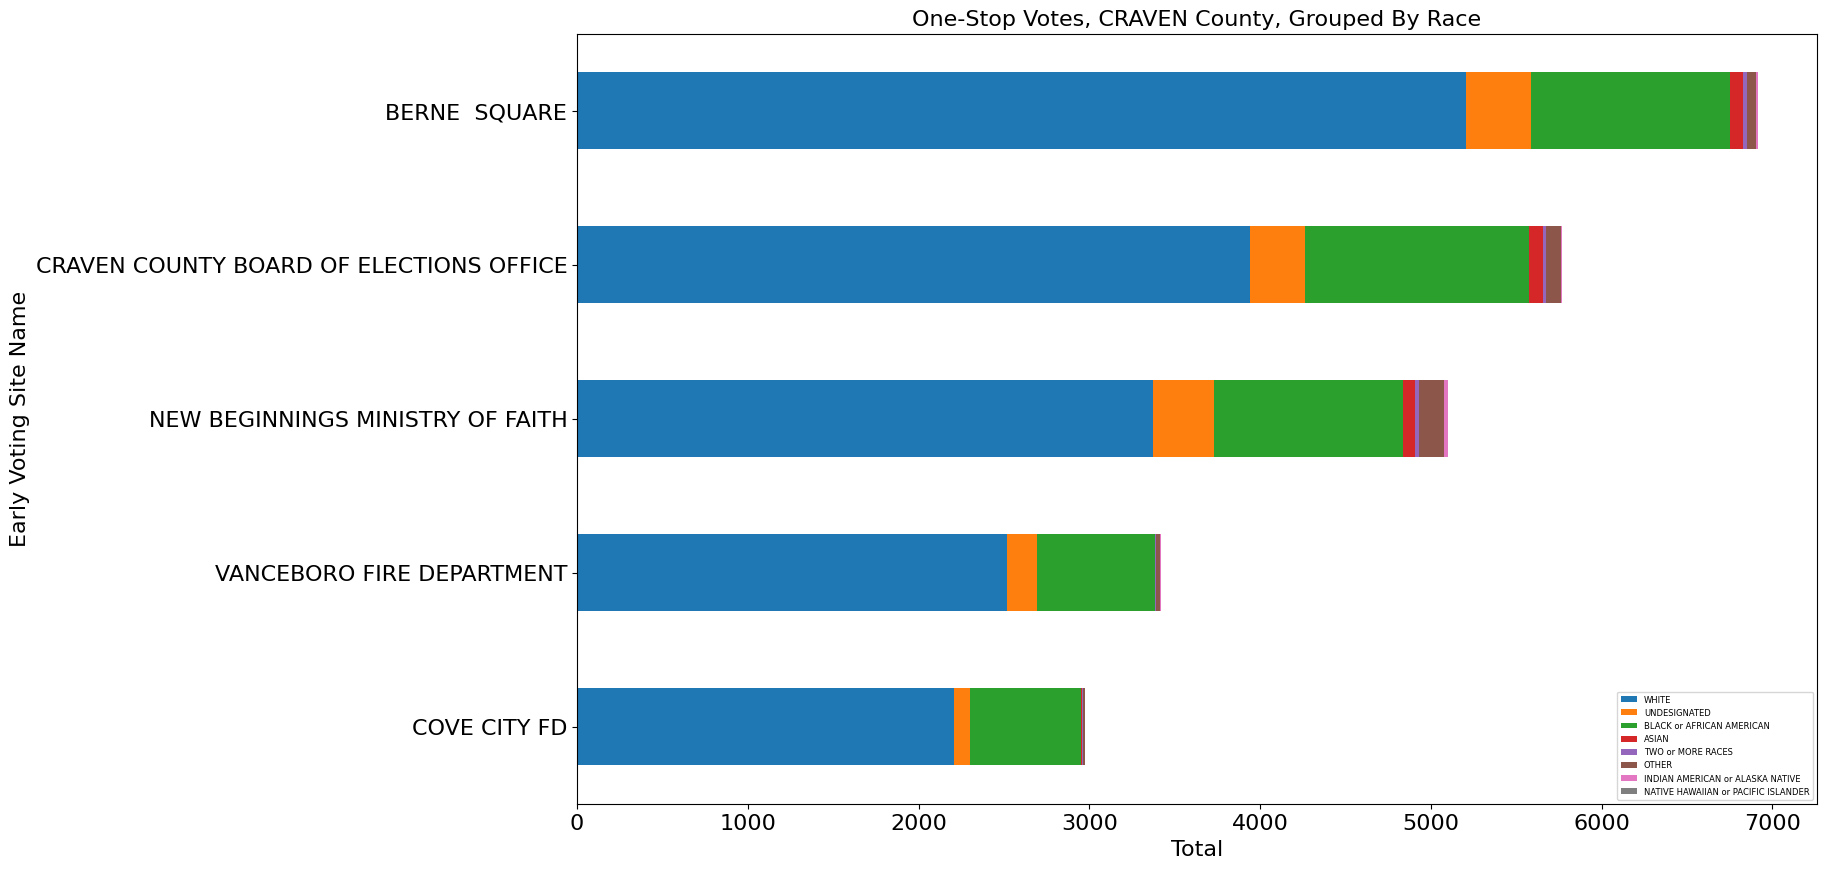 One-Stop Votes, CRAVEN County, Grouped By Race
Early Voting Site Name
BERNE  SQUARE
CRAVEN COUNTY BOARD OF ELECTIONS OFFICE
NEW BEGINNINGS MINISTRY OF FAITH
VANCEBORO FIRE DEPARTMENT
COVE CITY FD
WHITE
UNDESIGNATED
BLACK or AFRICAN AMERICAN
ASIAN
TWO or MORE RACES
OTHER
INDIAN AMERICAN or ALASKA NATIVE
NATIVE HAWAIIAN or PACIFIC ISLANDER
0 1000 2000 3000 4000 5000 6000 7000
Total